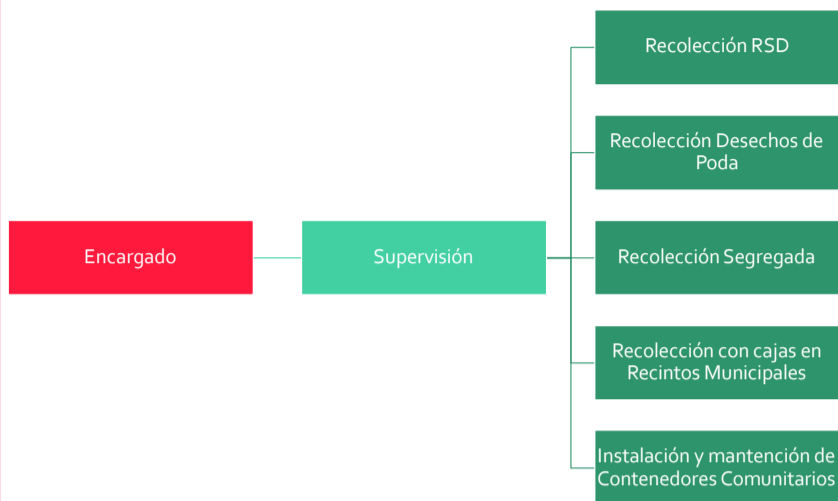 Recolección RSD
Recolección Desechos de
Poda
Encargado
Supervisión
Recolección Segregada
Recolección con cajas en
Recintos Municipales
Instalación y mantención de
Contenedores Comunitarios